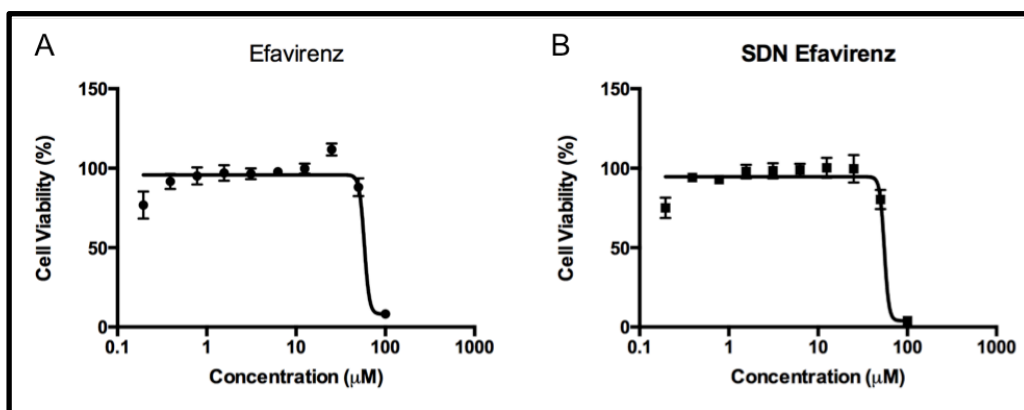 A
Efavirenz
150
100
50
0
0.1 1 10 100 1000
Cell Viability (%)
Concentration (µM)
B
SDN Efavirenz
150
100
50
0
0.1 1 10 100 1000
Cell Viability (%)
Concentration (µM)